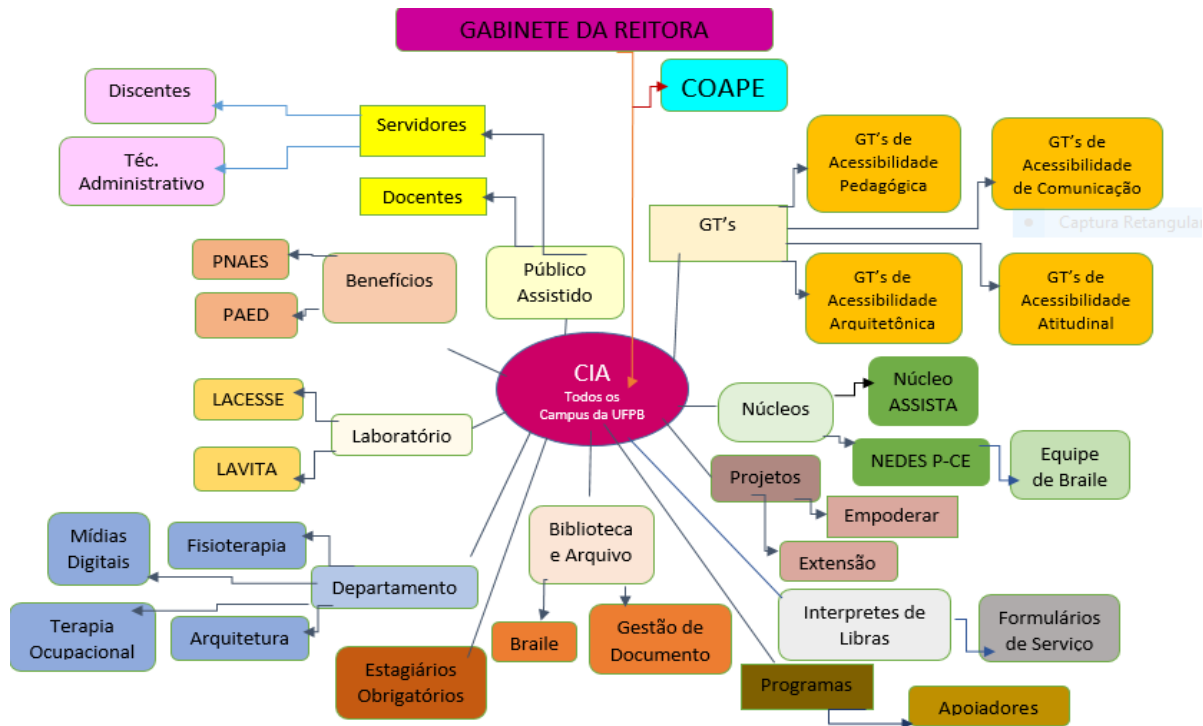 GABINETE DA REITORA
COAPE
Discentes
Servidores
Téc.
Administrativo
Docentes
GT's de
Acessibilidade
Pedagógica
GT's de
Acessibilidade
de Comunicação
Captura Retangular
GT's
PNAES
Benefícios
PAED
Público
Assistido
GT's de
Acessibilidade
Arquitetônica
GT's de
Acessibilidade
Atitudinal
CIA
Todos os
Campus da UFPB
LACESSE
Laboratório
LAVITA
Núcleos
Núcleo
ASSISTA
NEDES P-CE
Equipe
de Braile
Projetos
Empoderar
Extensão
Mídias
Digitais
Fisioterapia
Departamento
Terapia
Ocupacional
Arquitetura
Biblioteca
e Arquivo
Braile
Gestão de
Documento
Estagiários
Obrigatórios
Interpretes de
Libras
Formulários
de Serviço
Programas
Apoiadores